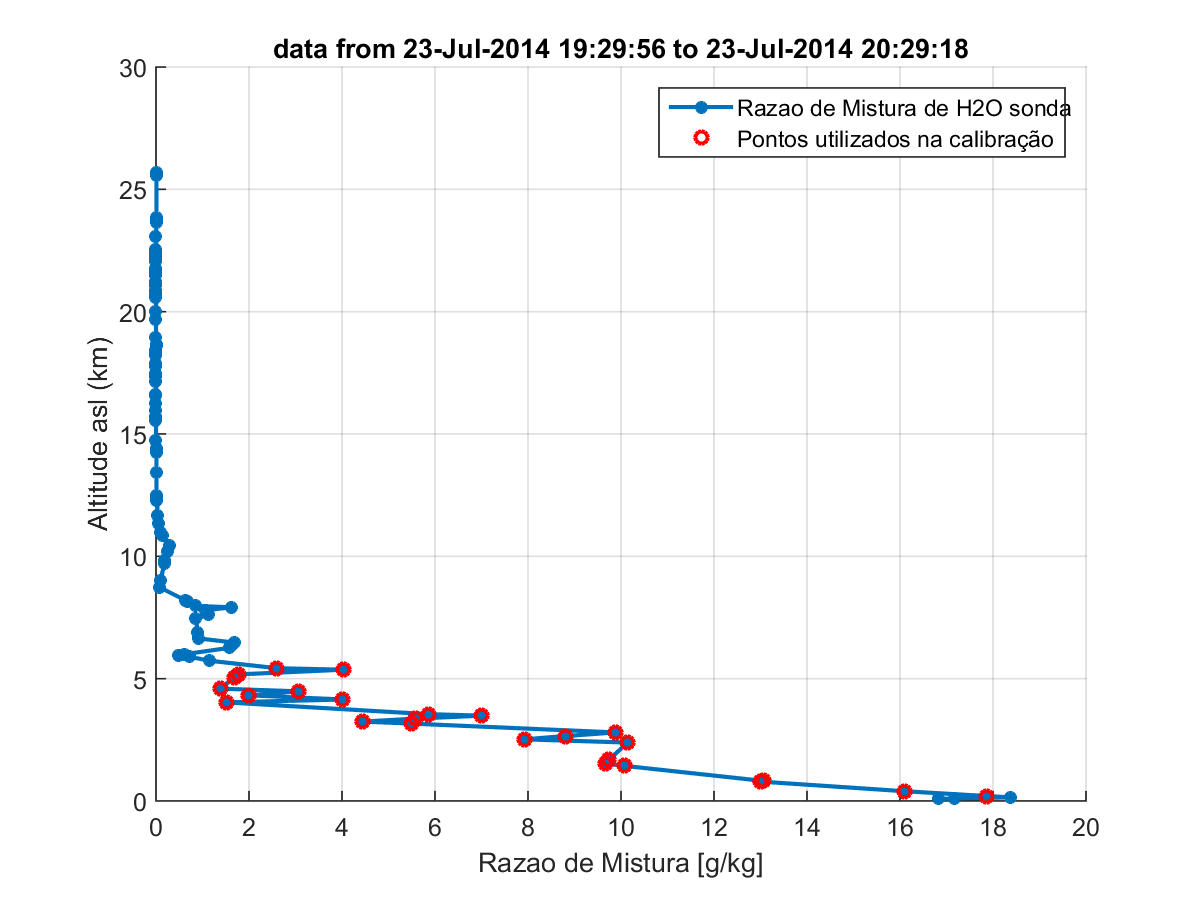 data from 23-Jul-2014 19:29:56 to 23-Jul-2014 20:29:18
Razao de Mistura de H2O sonda
Pontos utilizados na calibração
Altitude asl (km)
30
25
20
15
10
5
0
0 2 4 6 8 10 12 14 16 18 20
Razao de Mistura [g/kg]